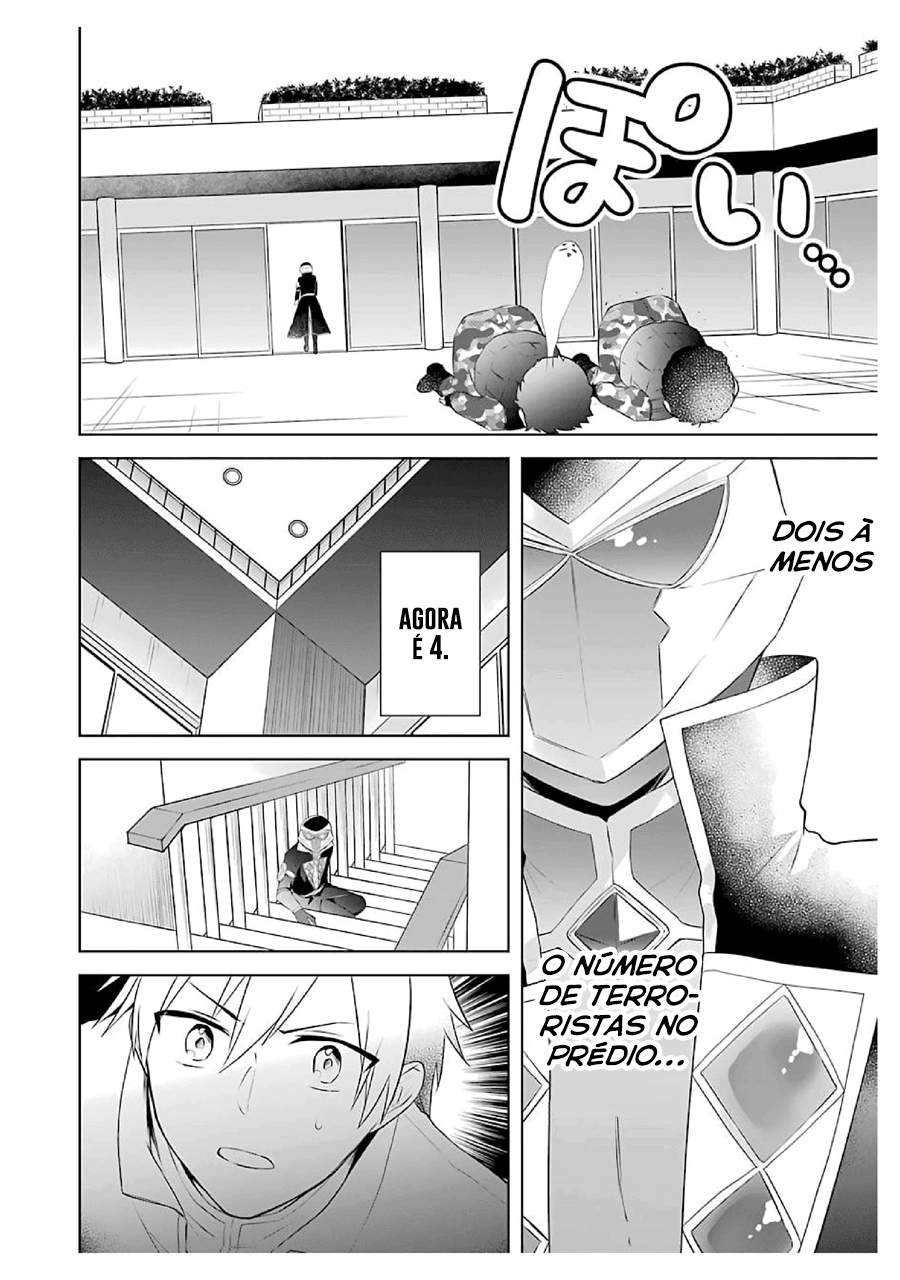 ぽい...
DOIS À
MENOS
O NÚMERO
DE TERRO-
RISTAS NO
PRÉDIO...
AGORA
É 4.